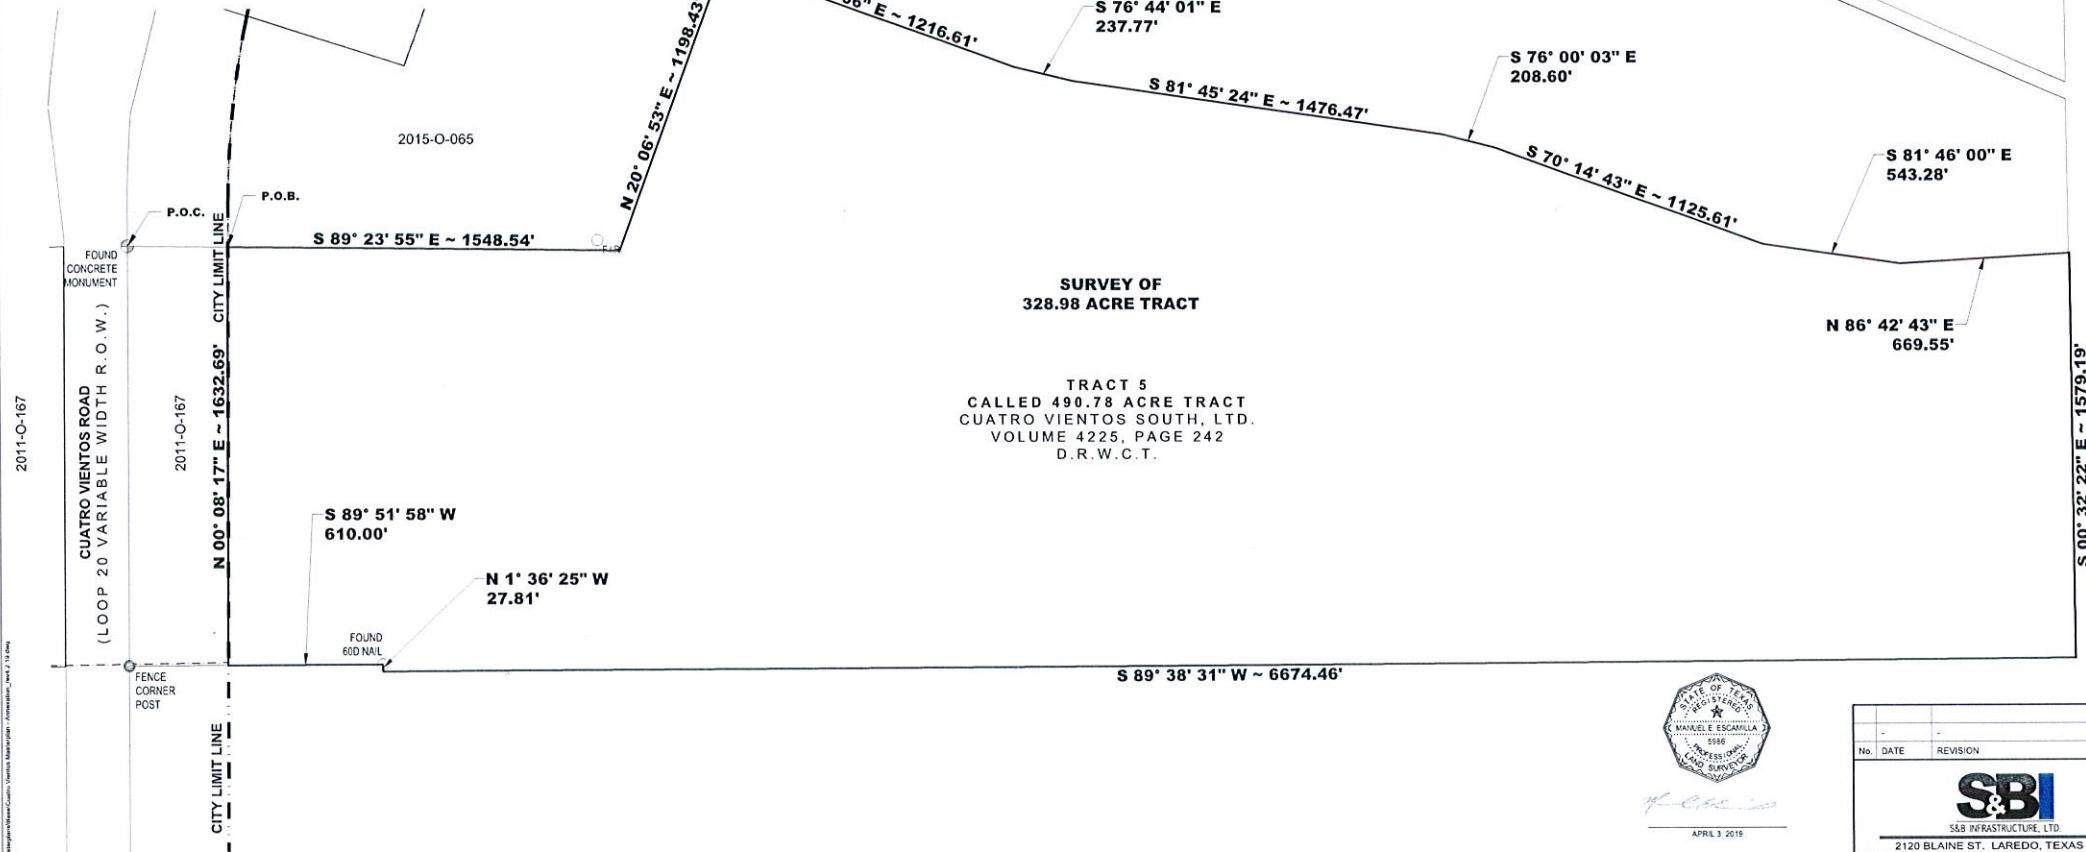 E ~ 1216.61'
S 76° 44' 01" E
237.77'
S 81° 45' 24" E ~ 1476.47'
S 76° 00' 03" E
208.60'
S 70° 14' 43" E ~ 1125.61'
S 81° 46' 00" E
543.28'
N 86° 42' 43" E
669.55'
S 00° 32' 22" E ~ 1579.19'
N 20° 06' 53" E ~ 1198.43'
2015-O-065
P.O.C.
P.O.B.
S 89° 23' 55" E ~ 1548.54'
FOUND
CONCRETE
MONUMENT
CITY LIMIT LINE
N 00° 08' 17" E ~ 1632.69'
2011-O-167
CUATRO VIENTOS ROAD
(LOOP 20 VARIABLE WIDTH R.O.W.)
2011-O-167
SURVEY OF
328.98 ACRE TRACT
TRACT 5
CALLED 490.78 ACRE TRACT
CUATRO VIENTOS SOUTH, LTD.
VOLUME 4225, PAGE 242
D.R.W.C.T.
S 89° 51' 58" W
610.00'
N 1° 36' 25" W
27.81'
FOUND
60D NAIL
FENCE
CORNER
POST
S 89° 38' 31" W ~ 6674.46'
CITY LIMIT LINE
STATE OF TEXAS
REGISTERED
MANUEL E ESCAMILLA
5986
PROFESSIONAL
LAND SURVEYOR
APRIL 3, 2019
No. DATE REVISION
S&BI
S&B INFRASTRUCTURE, LTD.
2120 BLAINE ST. LAREDO, TEXAS